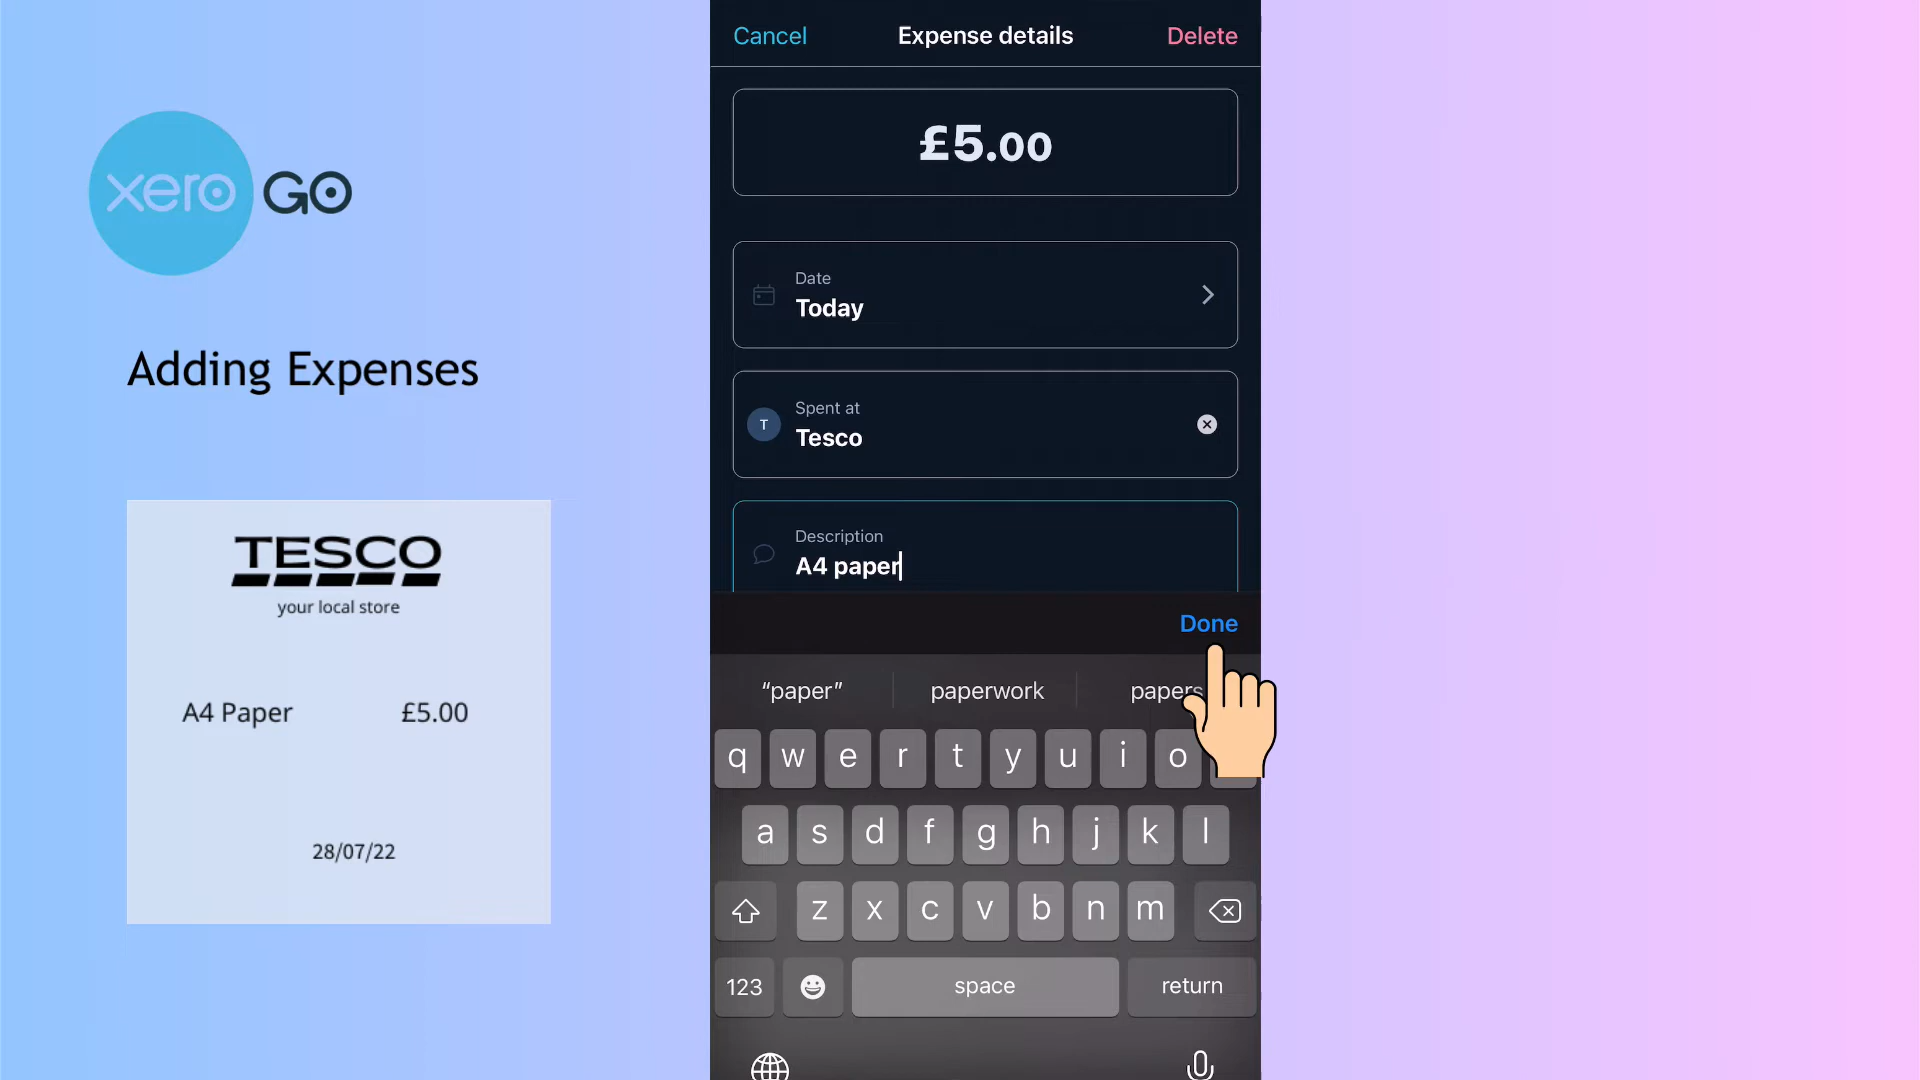 xero GO
Adding Expenses
TESCO
your local store
A4 Paper £5.00
28/07/22
Cancel Expense details Delete
£5.00
Date
Today
Spent at
T
Tesco
Description
A4 paper
Done
“paper” paperwork papers
q w e r t y u i o
a s d f g h j k l
z x c v b n m
123 space return